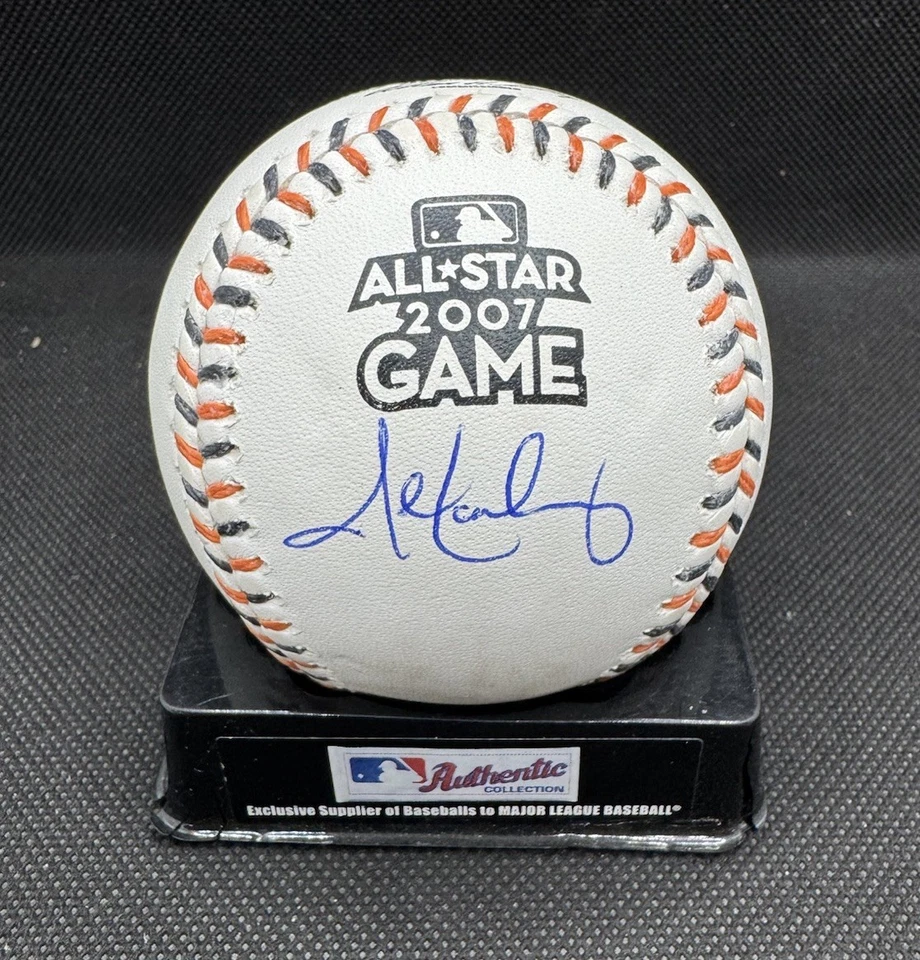 ALL★STAR
2007
GAME
Authentic
COLLECTION
Exclusive Supplier of Baseballs to MAJOR LEAGUE BASEBALL®